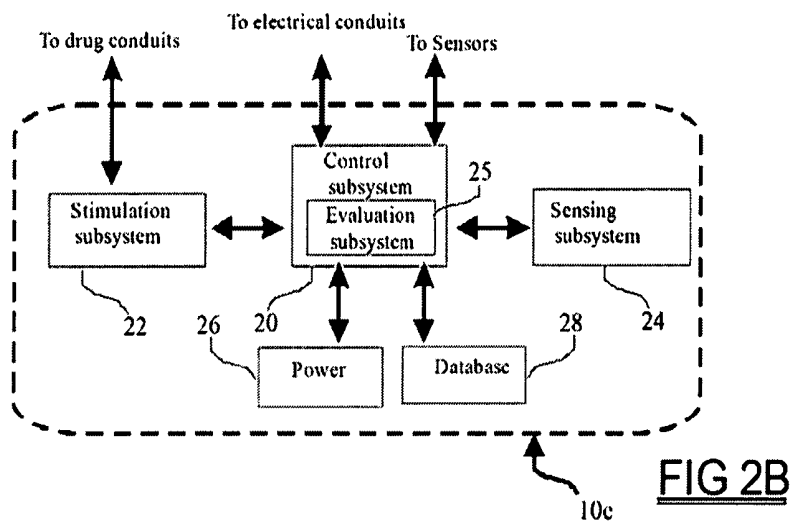 To electrical conduits
To drug conduits
To Sensors
Control
subsystem
25
Evaluation
subsystem
Stimulation
subsystem
Sensing
subsystem
22
26
20
28
24
Power
Database
10c
FIG 2B